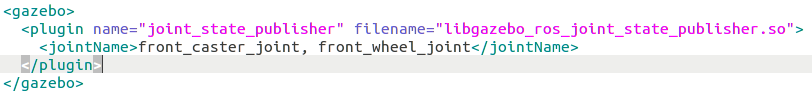 <gazebo>
<plugin name="joint_state_publisher" filename="libgazebo_ros_joint_state_publisher.so">
<jointName>front_caster_joint, front_wheel_joint</jointName>
</plugin>
</gazebo>